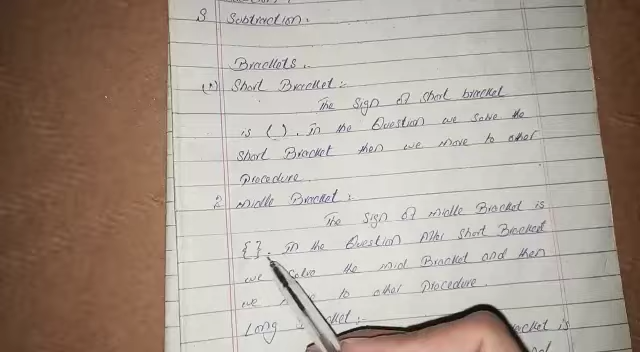 3 Subtraction.
Brackets.
(1) Short Bracket:-
The Sign of Short bracket
is ( ). In the Question we solve the
Short Bracket then we move to other
Procedure.
2 Middle Bracket:
The Sign of middle Bracket is
{ }. In the Question After Short Bracket
we solve the mid Bracket and then
we to other Procedure.
Long :-
is